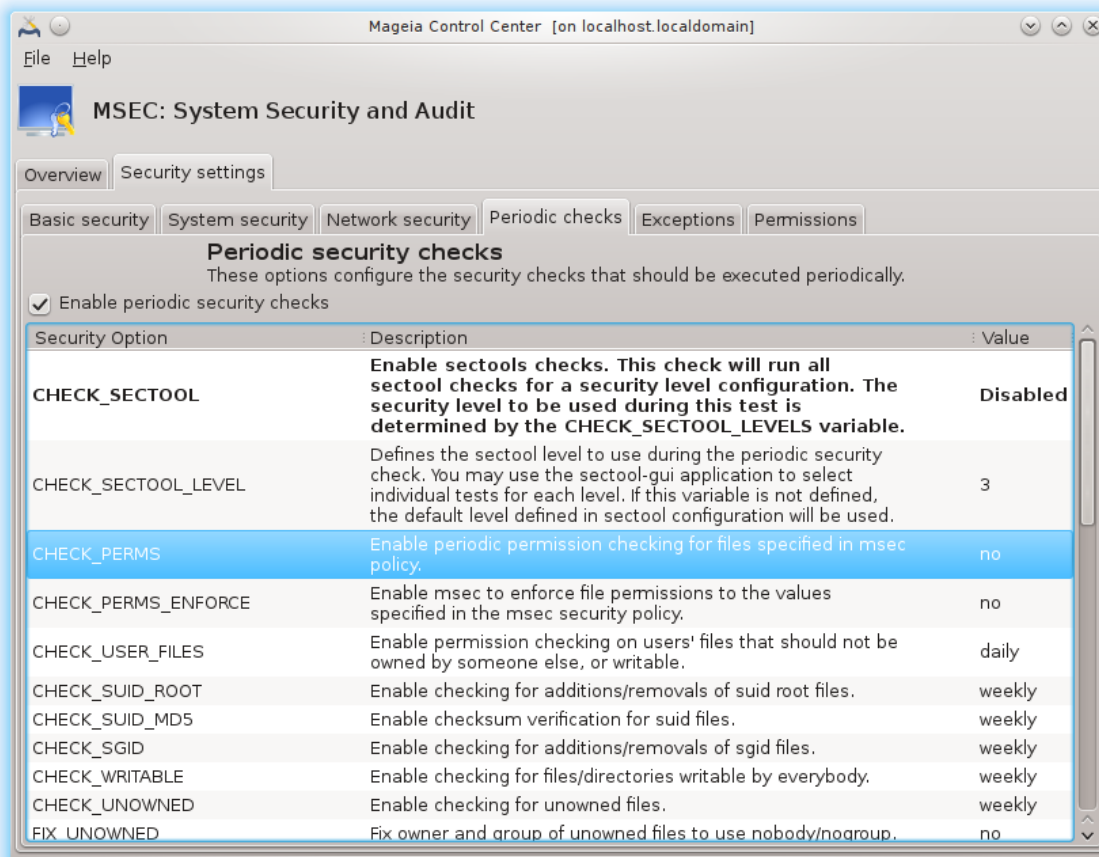 Mageia Control Center [on localhost.localdomain]
File Help
MSEC: System Security and Audit
Overview Security settings
Basic security System security Network security Periodic checks Exceptions Permissions
Periodic security checks
These options configure the security checks that should be executed periodically.
Enable periodic security checks
Security Option Description Value
Enable sectools checks. This check will run all
sectool checks for a security level configuration. The
CHECK_SECTOOL Disabled
security level to be used during this test is
determined by the CHECK_SECTOOL_LEVELS variable.
Defines the sectool level to use during the periodic security
check. You may use the sectool-gui application to select
CHECK_SECTOOL_LEVEL 3
individual tests for each level. If this variable is not defined,
the default level defined in sectool configuration will be used.
CHECK_PERMS Enable periodic permission checking for files specified in msec no
policy.
CHECK_PERMS_ENFORCE Enable msec to enforce file permissions to the values no
specified in the msec security policy.
CHECK_USER_FILES Enable permission checking on users' files that should not be daily
owned by someone else, or writable.
CHECK_SUID_ROOT Enable checking for additions/removals of suid root files. weekly
CHECK_SUID_MD5 Enable checksum verification for suid files. weekly
CHECK_SGID Enable checking for additions/removals of sgid files. weekly
CHECK_WRITABLE Enable checking for files/directories writable by everybody. weekly
CHECK_UNOWNED Enable checking for unowned files. weekly
FIX_UNOWNED Fix owner and group of unowned files to use nobody/nogroup. no